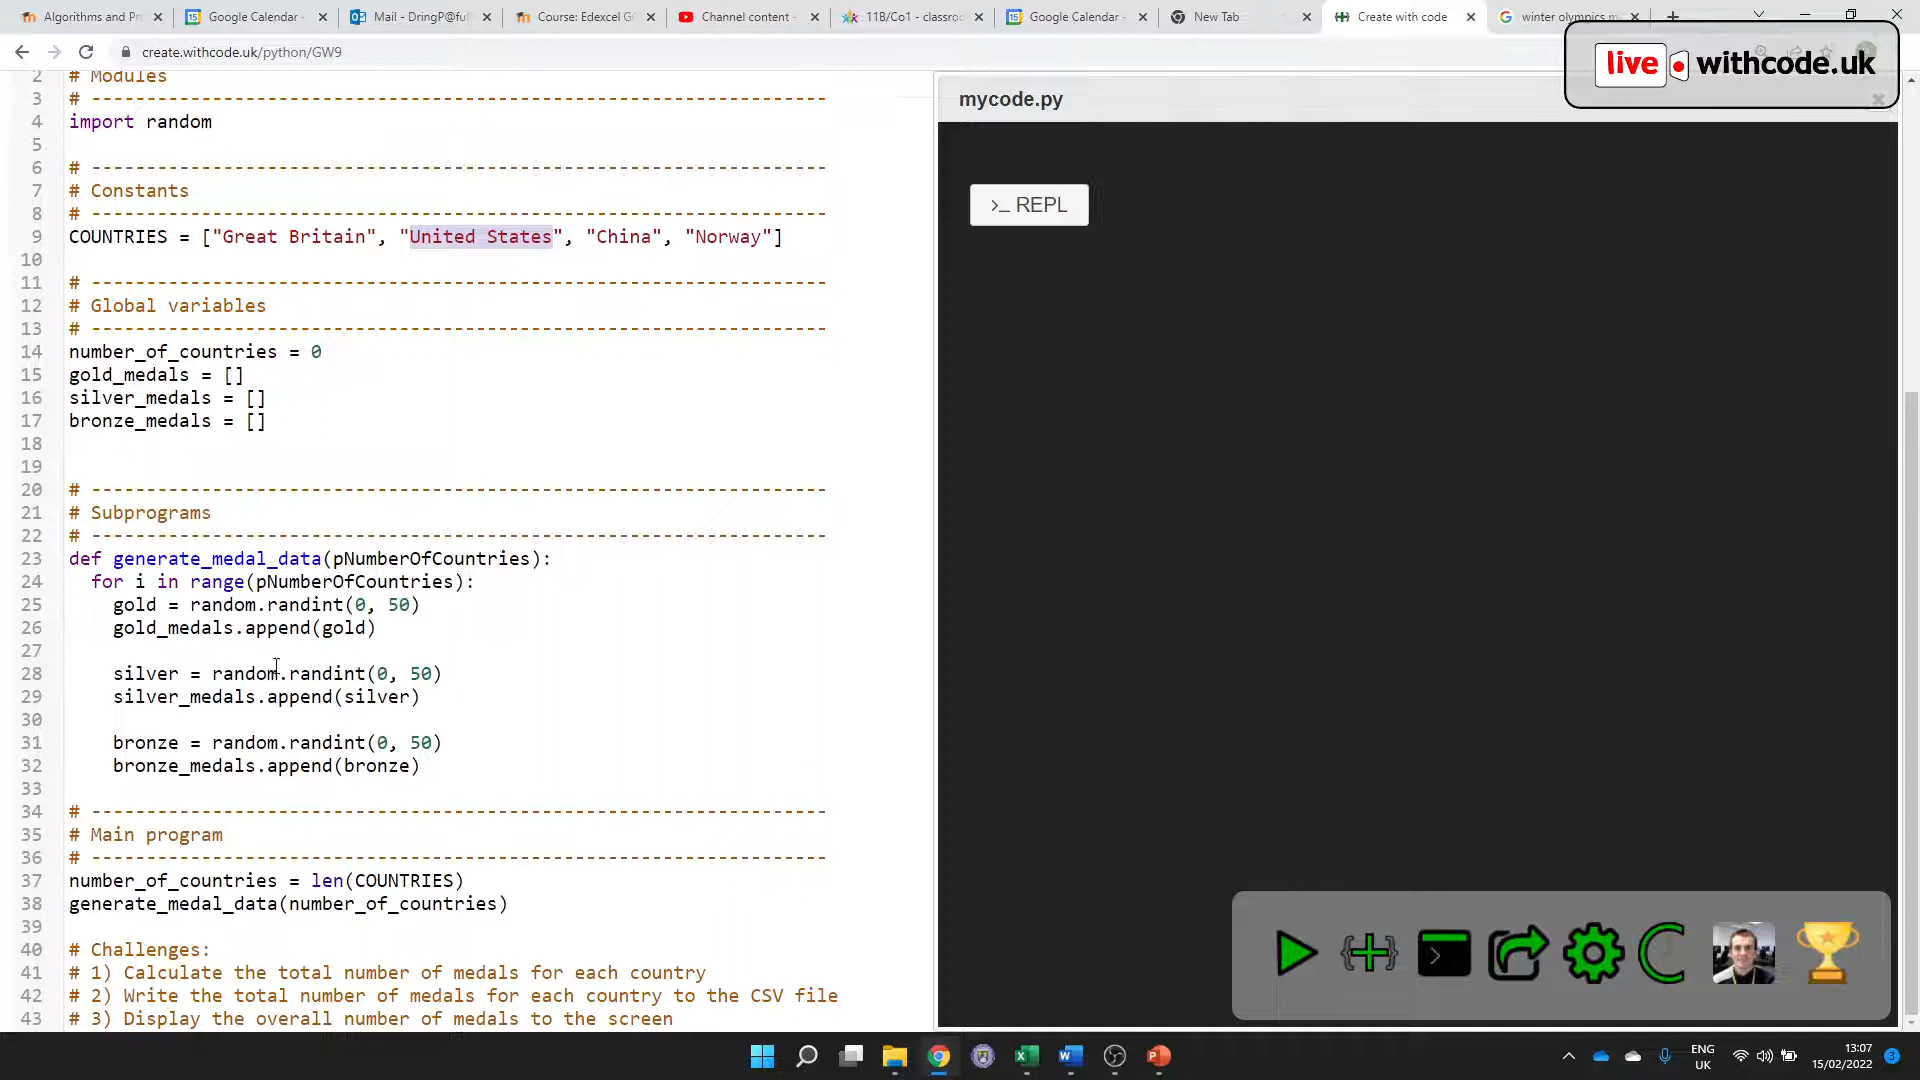 Algorithms and Pr
Google Calendar -
Mail - DringP@ful
Course: Edexcel G
Channel content -
11B/Co1 - classro
Google Calendar -
New Tab
Create with code
winter olympics m
create.withcode.uk/python/GW9
live withcode.uk
mycode.py
>_ REPL
2 # Modules
3 # -------------------------------------------------------------------
4 import random
5
6 # -------------------------------------------------------------------
7 # Constants
8 # -------------------------------------------------------------------
9 COUNTRIES = ["Great Britain", "United States", "China", "Norway"]
10
11 # -------------------------------------------------------------------
12 # Global variables
13 # -------------------------------------------------------------------
14 number_of_countries = 0
15 gold_medals = []
16 silver_medals = []
17 bronze_medals = []
18
19
20 # -------------------------------------------------------------------
21 # Subprograms
22 # -------------------------------------------------------------------
23 def generate_medal_data(pNumberOfCountries):
24 for i in range(pNumberOfCountries):
25 gold = random.randint(0, 50)
26 gold_medals.append(gold)
27
28 silver = random.randint(0, 50)
29 silver_medals.append(silver)
30
31 bronze = random.randint(0, 50)
32 bronze_medals.append(bronze)
33
34 # -------------------------------------------------------------------
35 # Main program
36 # -------------------------------------------------------------------
37 number_of_countries = len(COUNTRIES)
38 generate_medal_data(number_of_countries)
39
40 # Challenges:
41 # 1) Calculate the total number of medals for each country
42 # 2) Write the total number of medals for each country to the CSV file
43 # 3) Display the overall number of medals to the screen
ENG
UK
13:07
15/02/2022
3